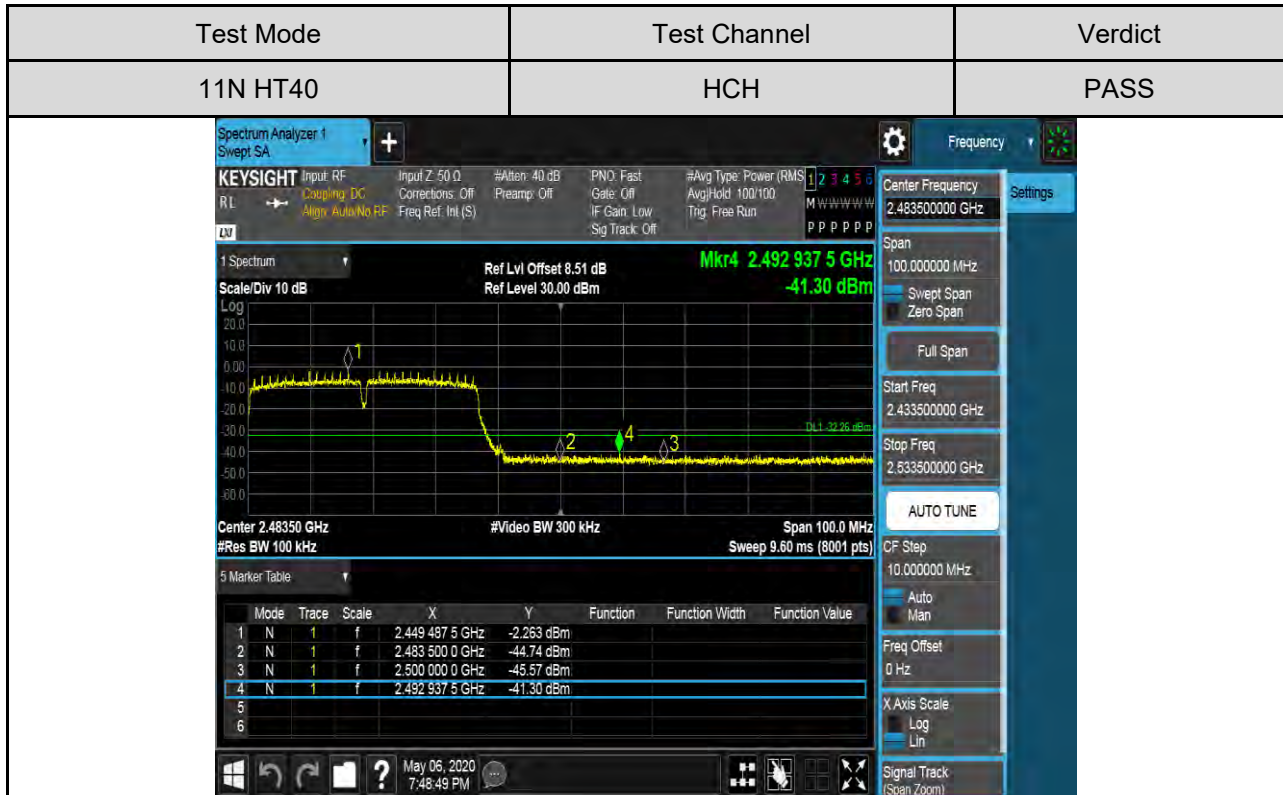 Test Mode Test Channel Verdict
11N HT40 HCH PASS
Spectrum Analyzer 1
Swept SA
+
Frequency
KEYSIGHT Input: RF Input Z: 50 Ω #Atten: 40 dB PNO: Fast #Avg Type: Power (RMS 1 2 3 4 5 6
RL Coupling: DC Corrections: Off Preamp: Off Gate: Off Avg|Hold: 100/100 M W W W W W
Align: Auto/No RF Freq Ref: Int (S) IF Gain: Low Trig: Free Run
LXI Sig Track: Off P P P P P P
Center Frequency
2.483500000 GHz
Settings
1 Spectrum
Ref Lvl Offset 8.51 dB
Mkr4 2.492 937 5 GHz
Scale/Div 10 dB
Ref Level 30.00 dBm
-41.30 dBm
Log
20.0
10.0
0.00
-10.0
-20.0
-30.0
-40.0
-50.0
-60.0
1
2
4
3
DL1 -32.26 dBm
Center 2.48350 GHz #Video BW 300 kHz Span 100.0 MHz
#Res BW 100 kHz Sweep 9.60 ms (8001 pts)
Span
100.000000 MHz
Swept Span
Zero Span
Full Span
Start Freq
2.433500000 GHz
Stop Freq
2.533500000 GHz
AUTO TUNE
CF Step
10.000000 MHz
Auto
Man
Freq Offset
0 Hz
X Axis Scale
Log
Lin
Signal Track
(Span Zoom)
5 Marker Table
Mode Trace Scale X Y Function Function Width Function Value
1 N 1 f 2.449 487 5 GHz -2.263 dBm
2 N 1 f 2.483 500 0 GHz -44.74 dBm
3 N 1 f 2.500 000 0 GHz -45.57 dBm
4 N 1 f 2.492 937 5 GHz -41.30 dBm
5
6
?
May 06, 2020
7:48:49 PM